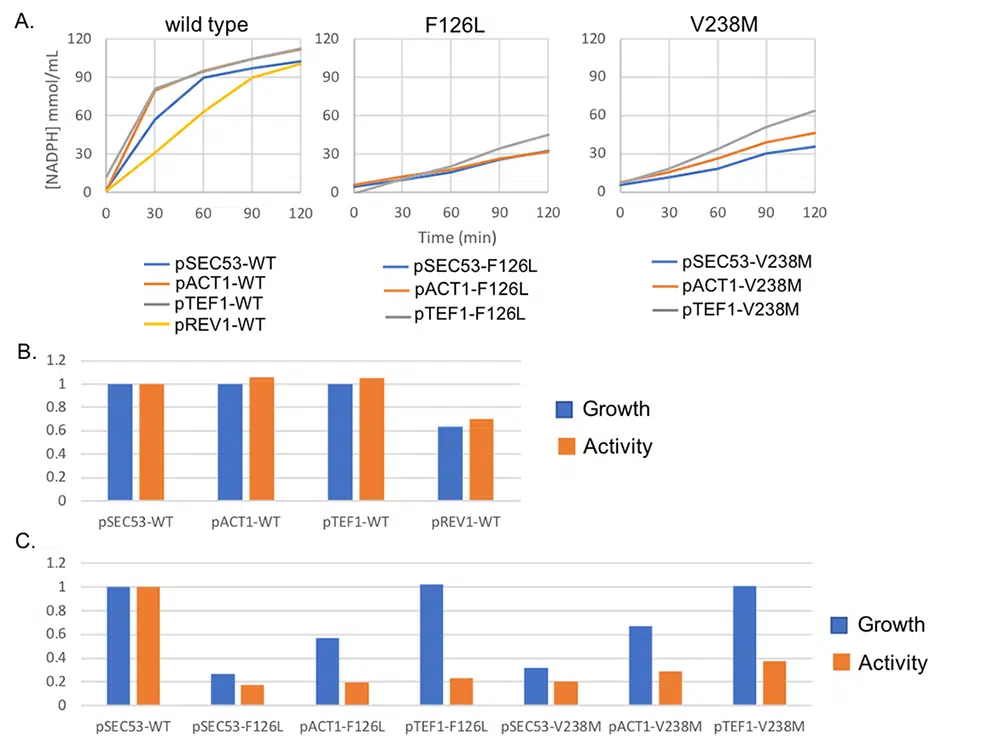 A.
wild type
F126L
V238M
[NADPH] mmol/mL
120
90
60
30
0
0 30 60 90 120
120
90
60
30
0
0 30 60 90 120
120
90
60
30
0
0 30 60 90 120
Time (min)
pSEC53-WT
pACT1-WT
pTEF1-WT
pREV1-WT
pSEC53-F126L
pACT1-F126L
pTEF1-F126L
pSEC53-V238M
pACT1-V238M
pTEF1-V238M
B.
1.2
1
0.8
0.6
0.4
0.2
0
pSEC53-WT pACT1-WT pTEF1-WT pREV1-WT
Growth
Activity
C.
1.2
1
0.8
0.6
0.4
0.2
0
pSEC53-WT pSEC53-F126L pACT1-F126L pTEF1-F126L pSEC53-V238M pACT1-V238M pTEF1-V238M
Growth
Activity